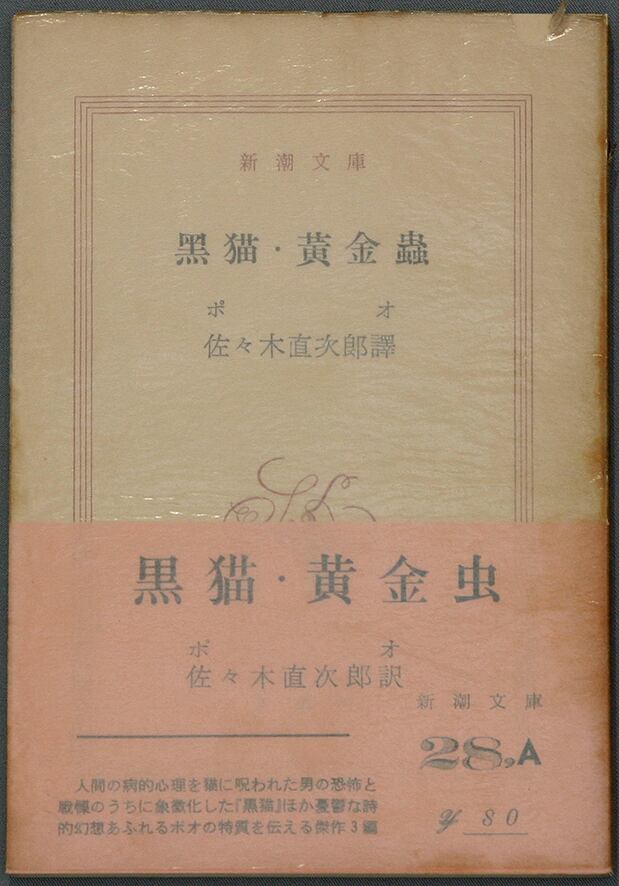 新潮文庫
黑猫・黄金蟲
ポオ
佐々木直次郎譯
黒猫・黄金虫
ポオ
佐々木直次郎訳
新潮文庫
28,A
人間の病的心理を猫に呪われた男の恐怖と
戦慄のうちに象徴化した『黒猫』ほか憂鬱な詩
的幻想あふれるポオの特質を伝える傑作3編
¥ 80